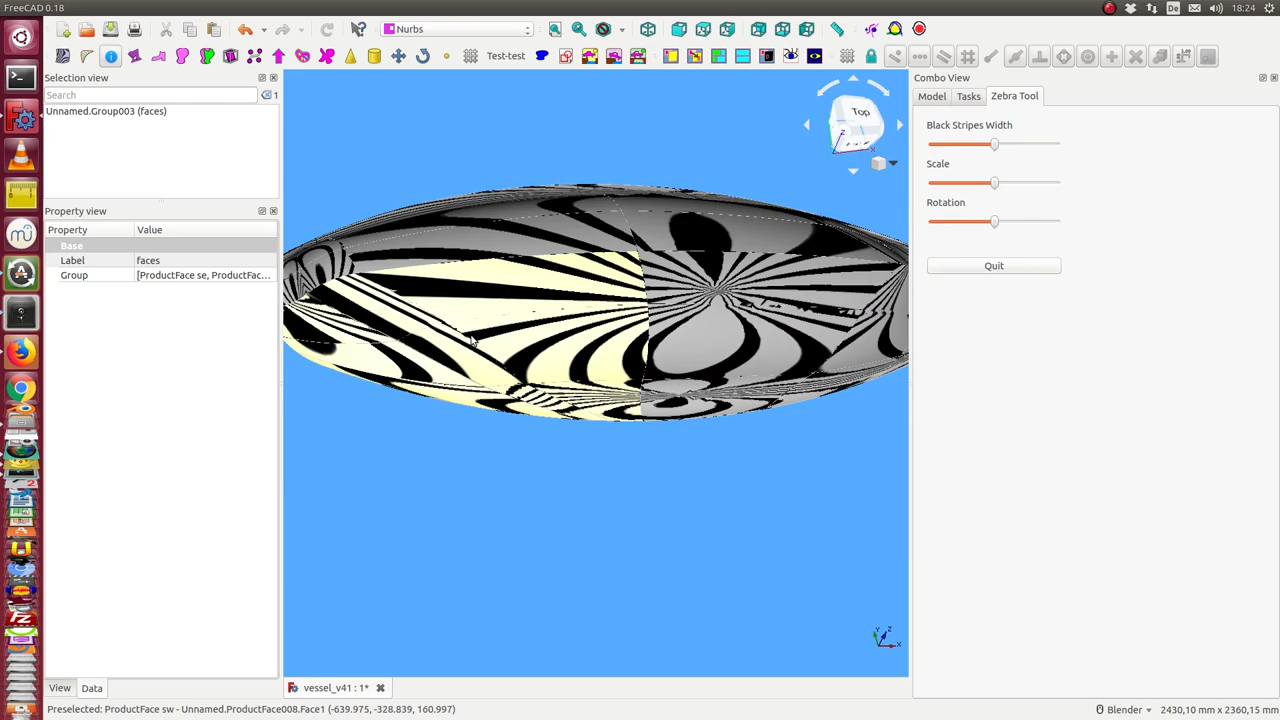 FreeCAD 0.18
De
18:24
Nurbs
Test-test
Selection view
Search
1
Unnamed.Group003 (faces)
Property view
Property Value
Base
Label faces
Group [ProductFace se, ProductFac...
View Data
Top
vessel_v41 : 1*
Combo View
Model Tasks Zebra Tool
Black Stripes Width
Scale
Rotation
Quit
Preselected: ProductFace sw - Unnamed.ProductFace008.Face1 (-639.975, -328.839, 160.997)
Blender
2430,10 mm x 2360,15 mm